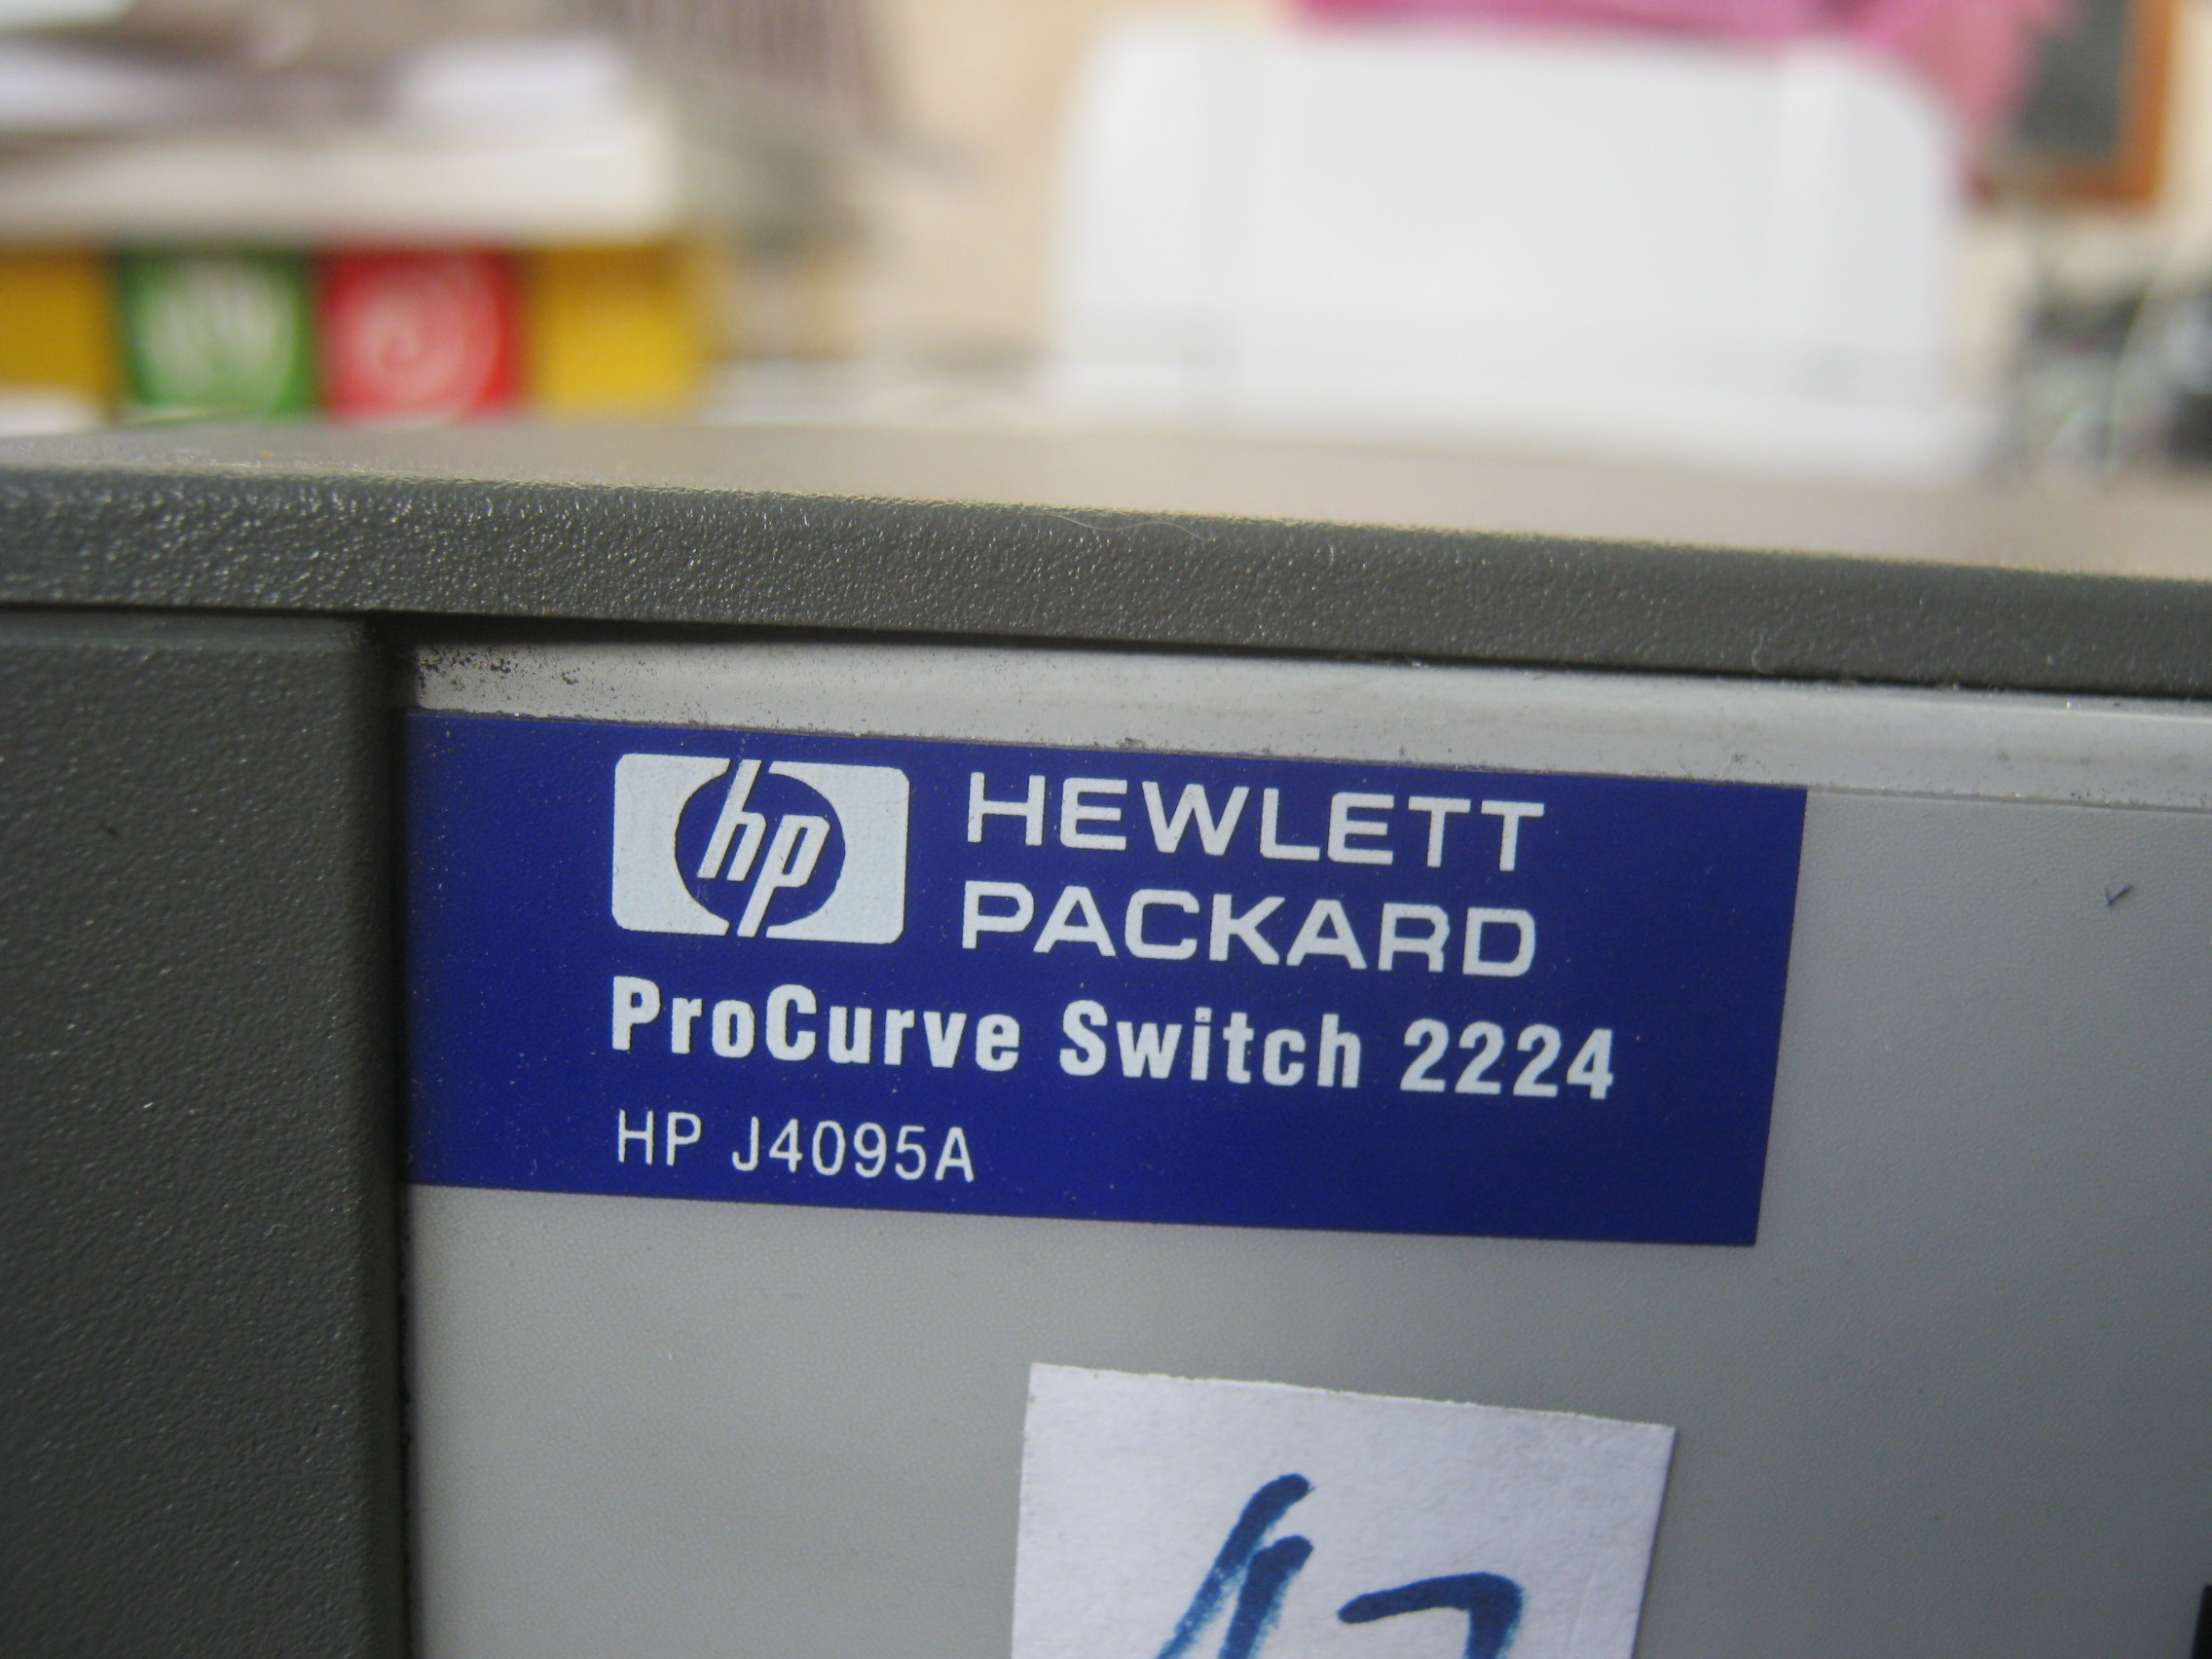 hp HEWLETT
PACKARD
ProCurve Switch 2224
HP J4095A